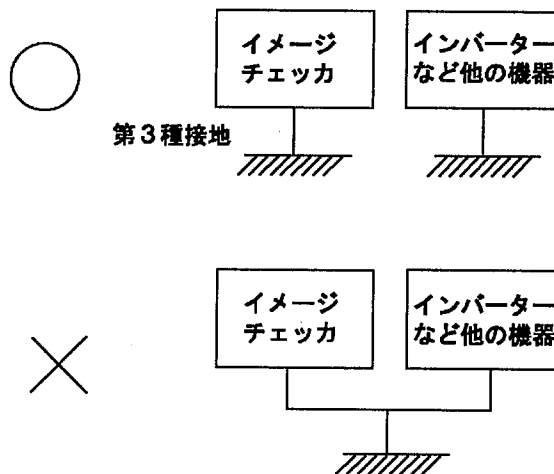 イメージ
チェッカ
インバーター
など他の機器
第3種接地
イメージ
チェッカ
インバーター
など他の機器